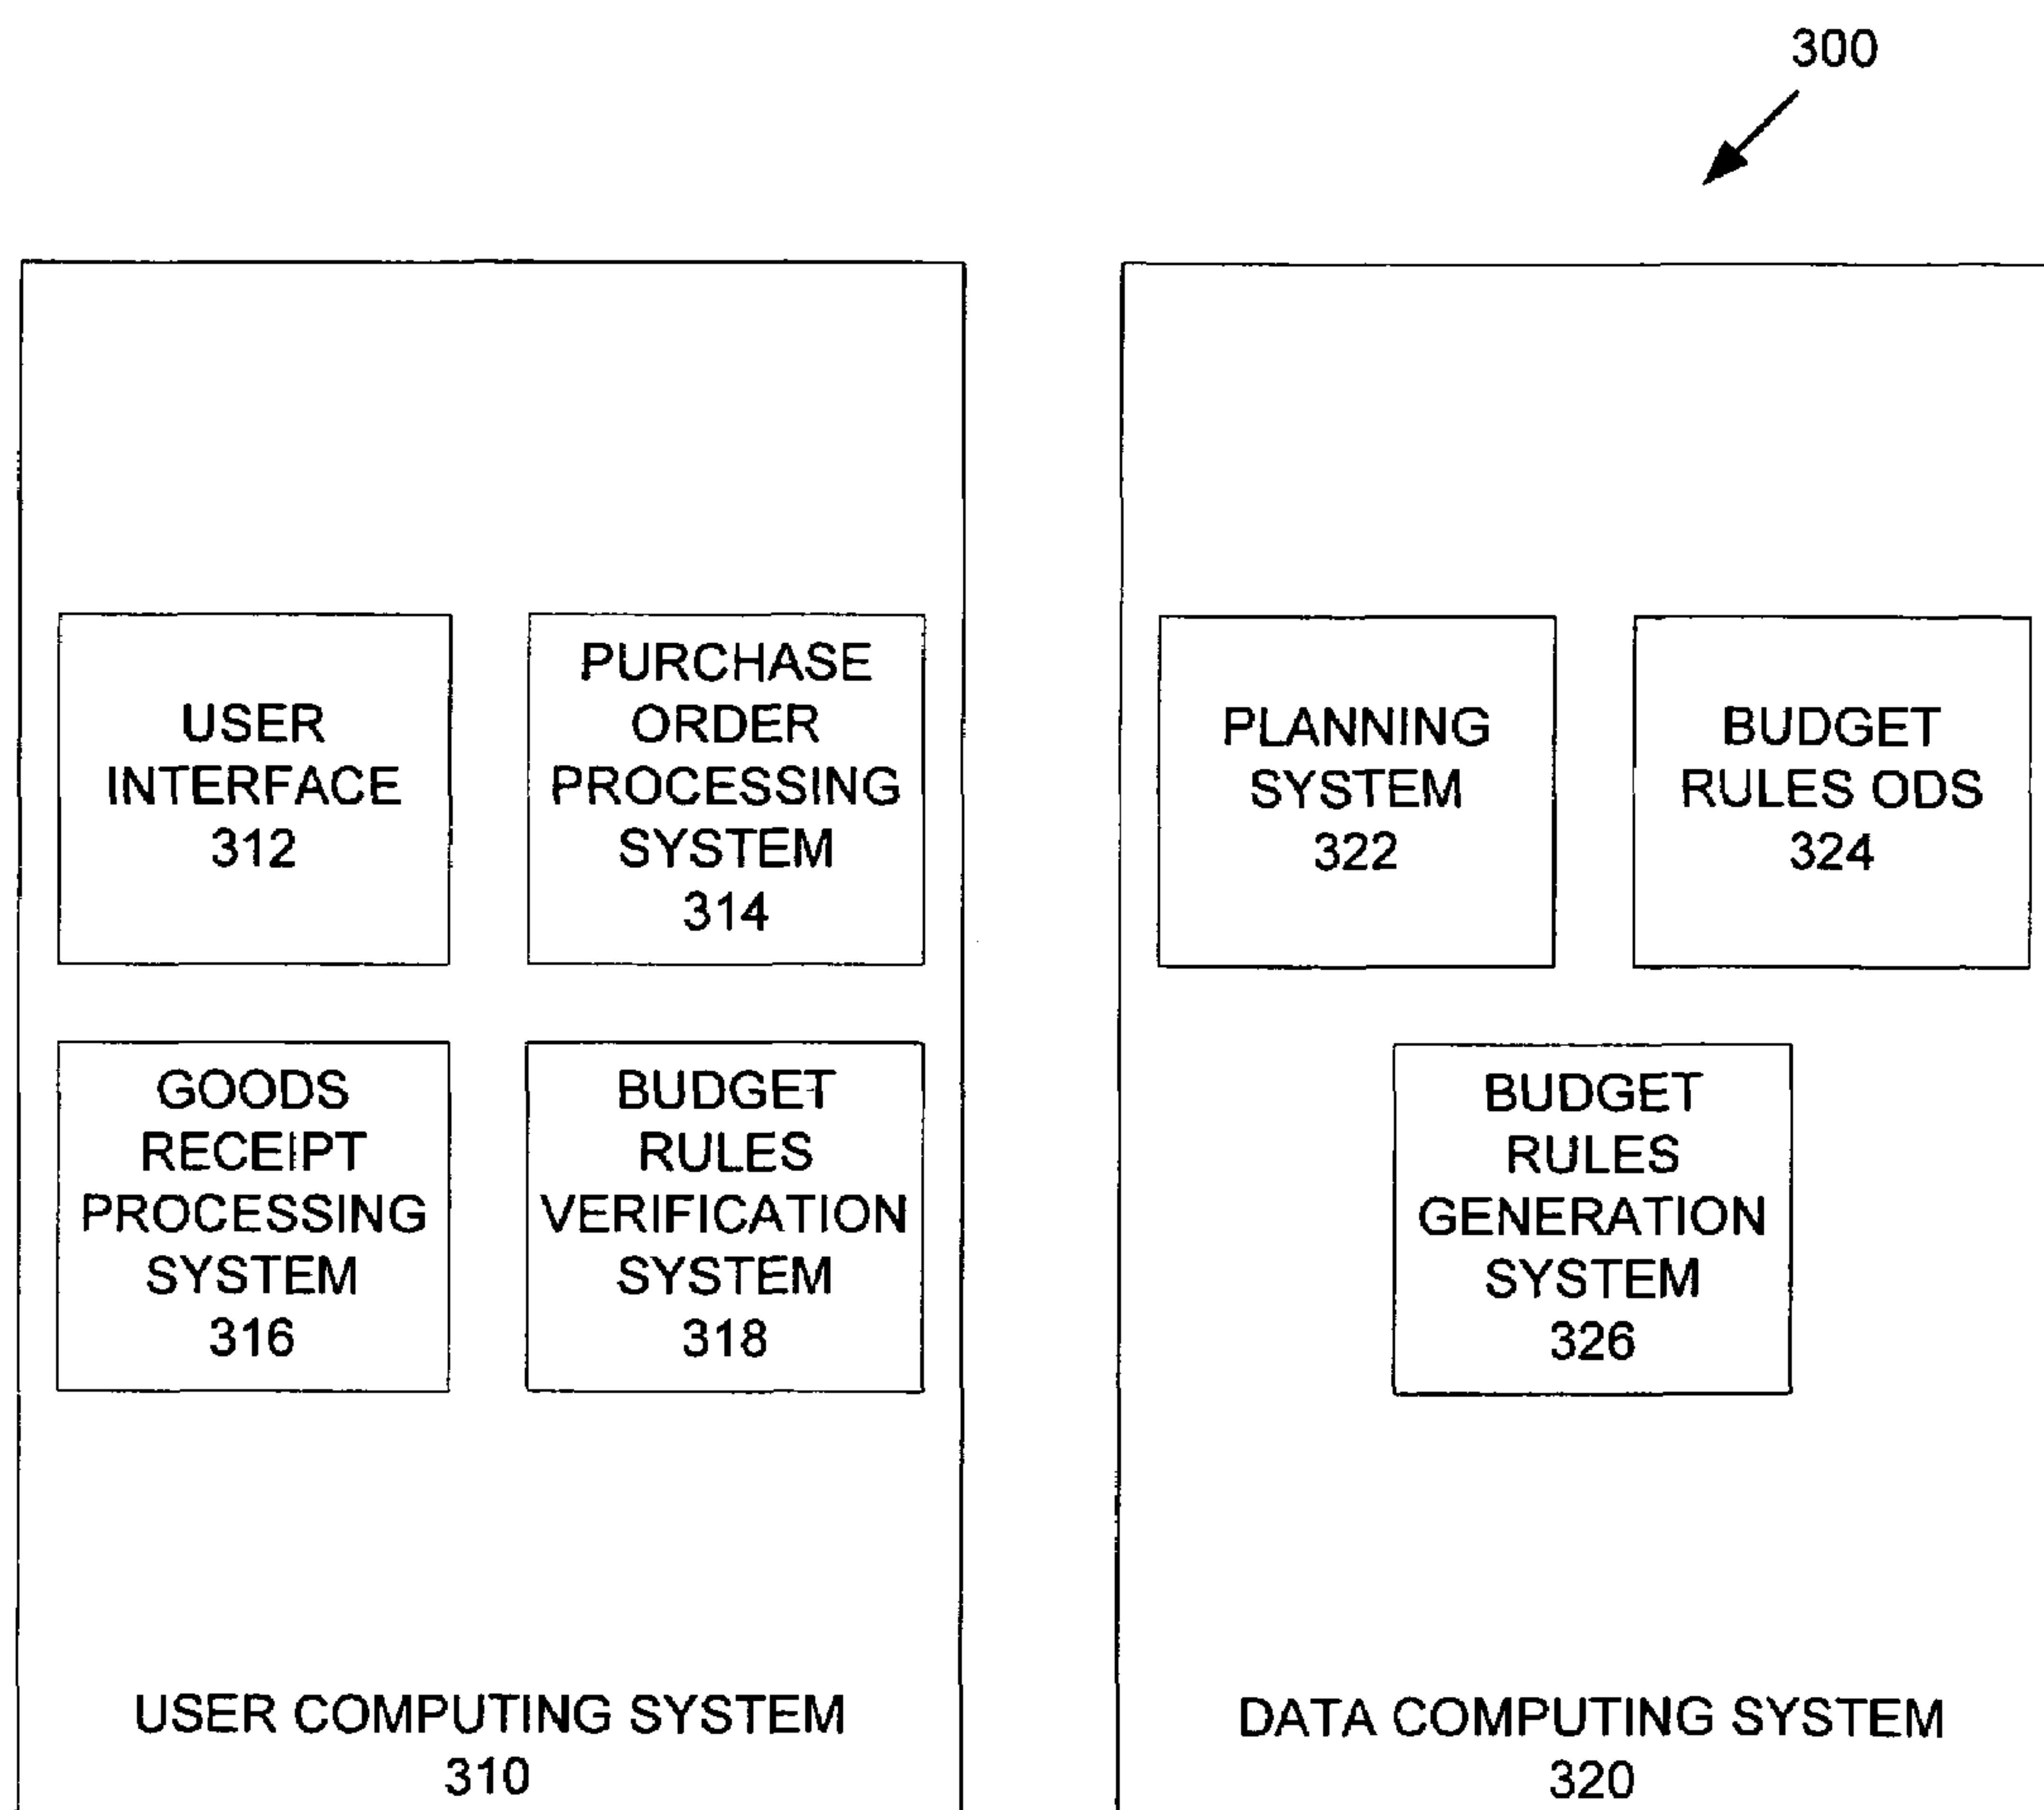 300
USER
INTERFACE
312
PURCHASE
ORDER
PROCESSING
SYSTEM
314
GOODS
RECEIPT
PROCESSING
SYSTEM
316
BUDGET
RULES
VERIFICATION
SYSTEM
318
USER COMPUTING SYSTEM
310
PLANNING
SYSTEM
322
BUDGET
RULES ODS
324
BUDGET
RULES
GENERATION
SYSTEM
326
DATA COMPUTING SYSTEM
320